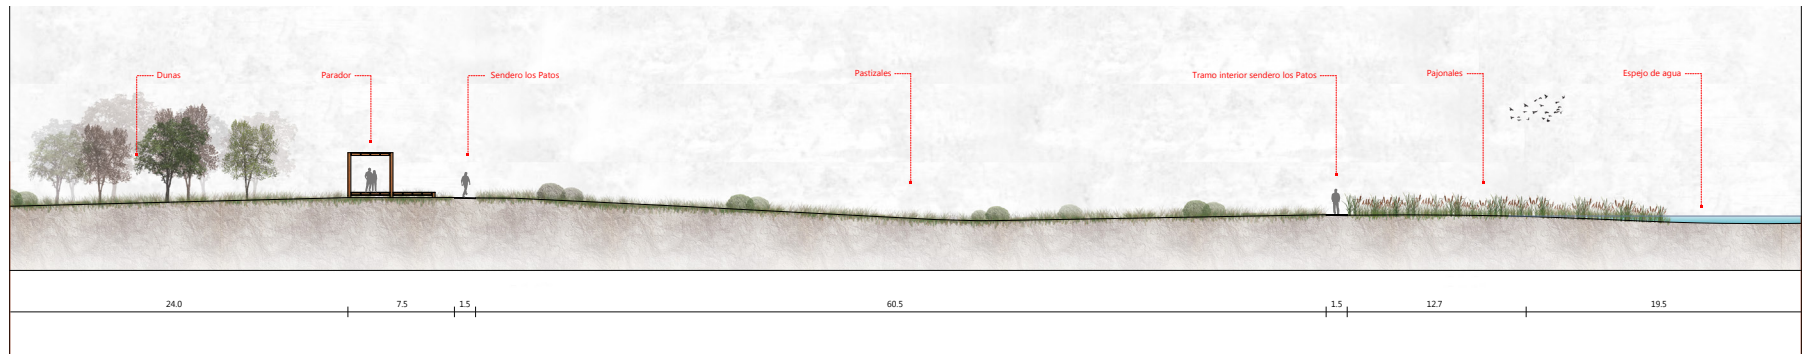 Dunas
Parador
Sendero los Patos
Pastizales
Tramo interior sendero los Patos
Pajonales
Espejo de agua
24.0
7.5
1.5
60.5
1.5
12.7
19.5